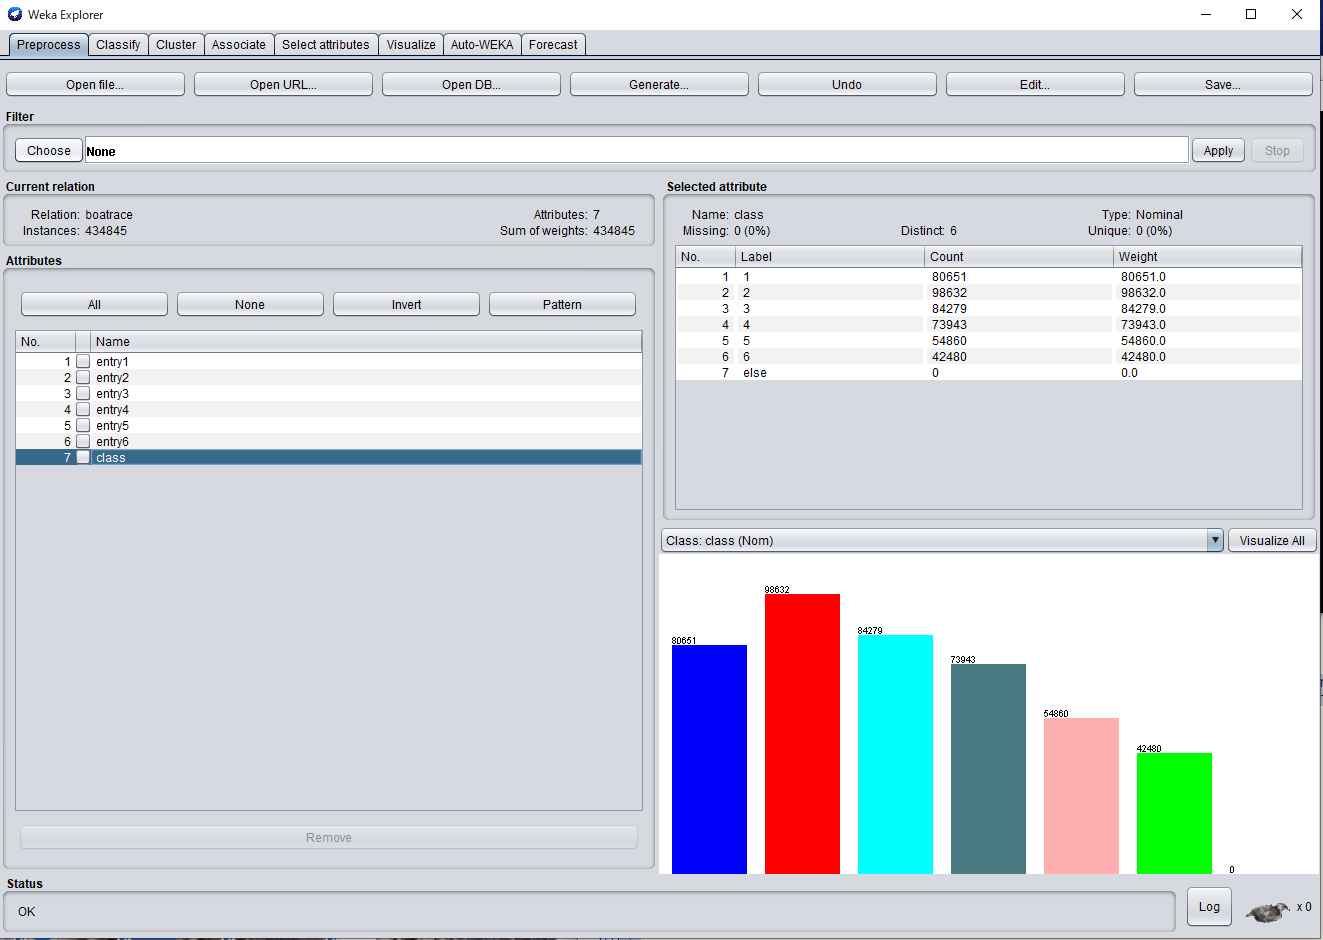 Weka Explorer
Preprocess Classify Cluster Associate Select attributes Visualize Auto-WEKA Forecast
Open file... Open URL... Open DB... Generate... Undo Edit... Save...
Filter
Choose None Apply Stop
Current relation
Relation: boatrace Attributes: 7
Instances: 434845 Sum of weights: 434845
Attributes
All None Invert Pattern
No. Name
1 entry1
2 entry2
3 entry3
4 entry4
5 entry5
6 entry6
7 class
Remove
Selected attribute
Name: class Type: Nominal
Missing: 0 (0%) Distinct: 6 Unique: 0 (0%)
No. Label Count Weight
1 1 80651 80651.0
2 2 98632 98632.0
3 3 84279 84279.0
4 4 73943 73943.0
5 5 54860 54860.0
6 6 42480 42480.0
7 else 0 0.0
Class: class (Nom) Visualize All
80651 98632 84279 73943 54860 42480 0
Status
OK Log x 0